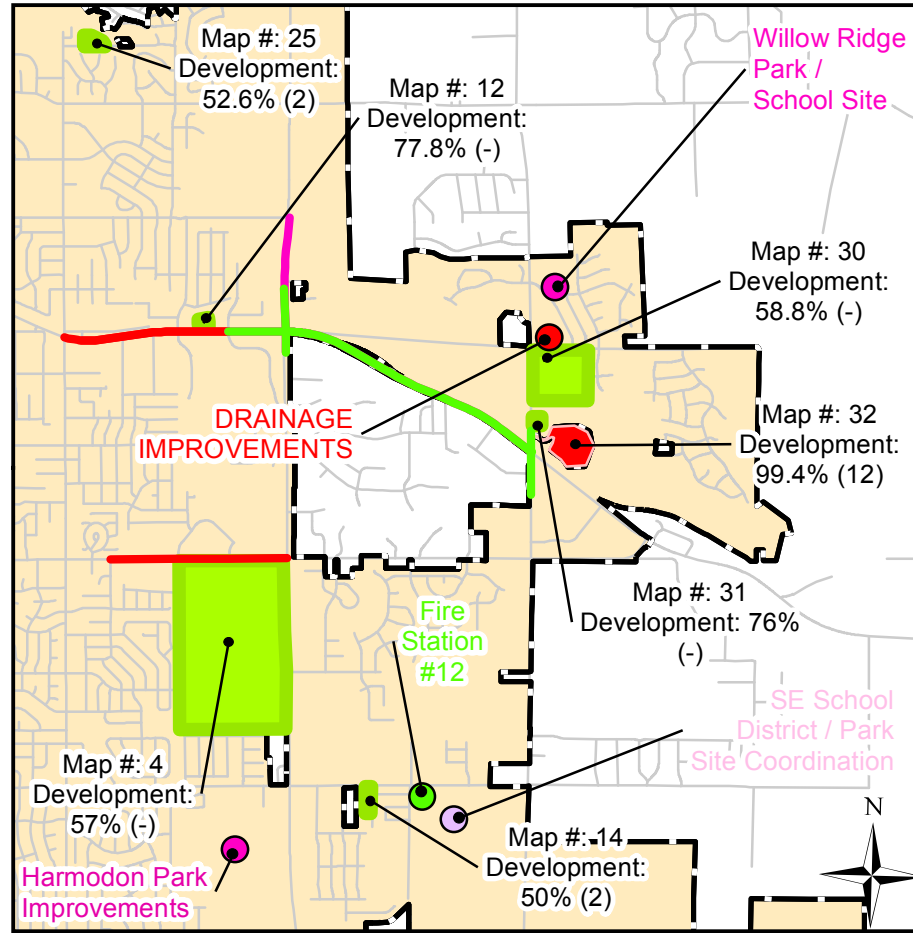 Map #: 25
Development:
52.6% (2)
Map #: 12
Development:
77.8% (-)
Willow Ridge
Park /
School Site
Map #: 30
Development:
58.8% (-)
DRAINAGE
IMPROVEMENTS
Map #: 32
Development:
99.4% (12)
Map #: 31
Development: 76%
(-)
Fire
Station
#12
SE School
District / Park
Site Coordination
Map #: 4
Development:
57% (-)
Map #: 14
Development:
50% (2)
Harmodon Park
Improvements
N